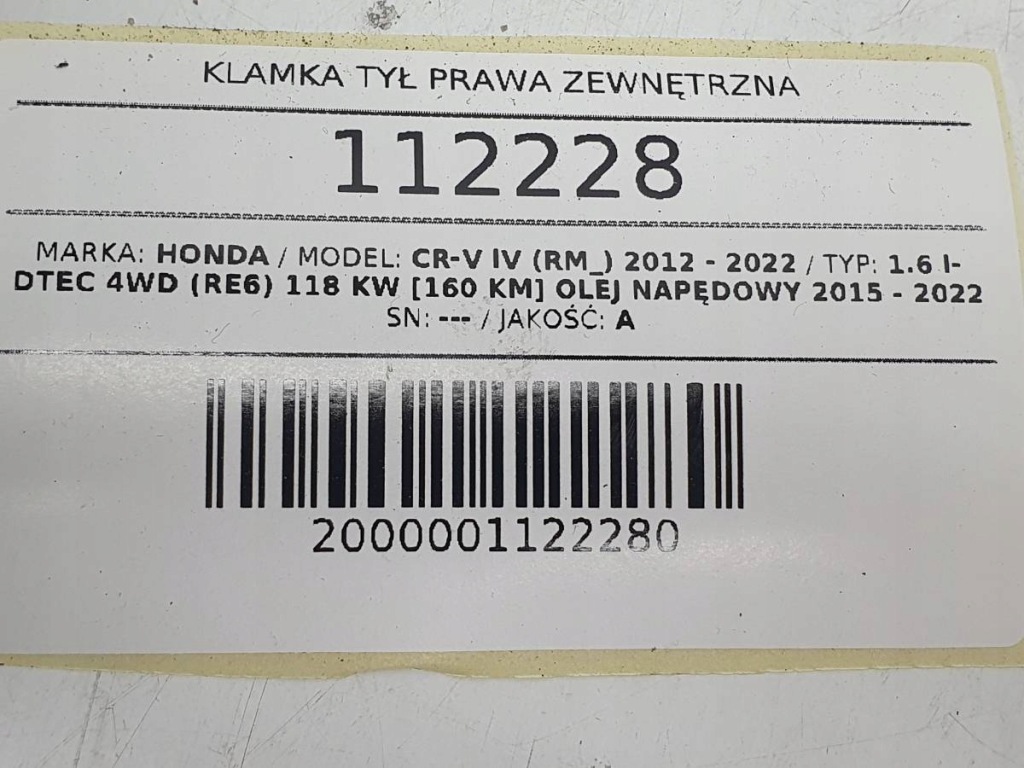 KLAMKA TYŁ PRAWA ZEWNĘTRZNA
112228
MARKA: HONDA / MODEL: CR-V IV (RM_) 2012 - 2022 / TYP: 1.6 I-
DTEC 4WD (RE6) 118 KW [160 KM] OLEJ NAPĘDOWY 2015 - 2022
SN: --- / JAKOŚĆ: A
2000001122280